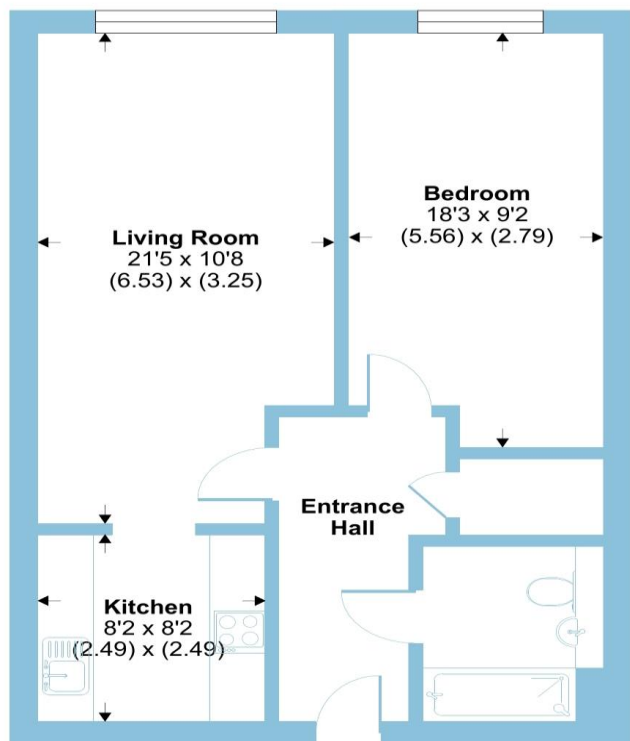 Bedroom
18'3 x 9'2
(5.56) x (2.79)
Living Room
21'5 x 10'8
(6.53) x (3.25)
Entrance
Hall
Kitchen
8'2 x 8'2
(2.49) x (2.49)